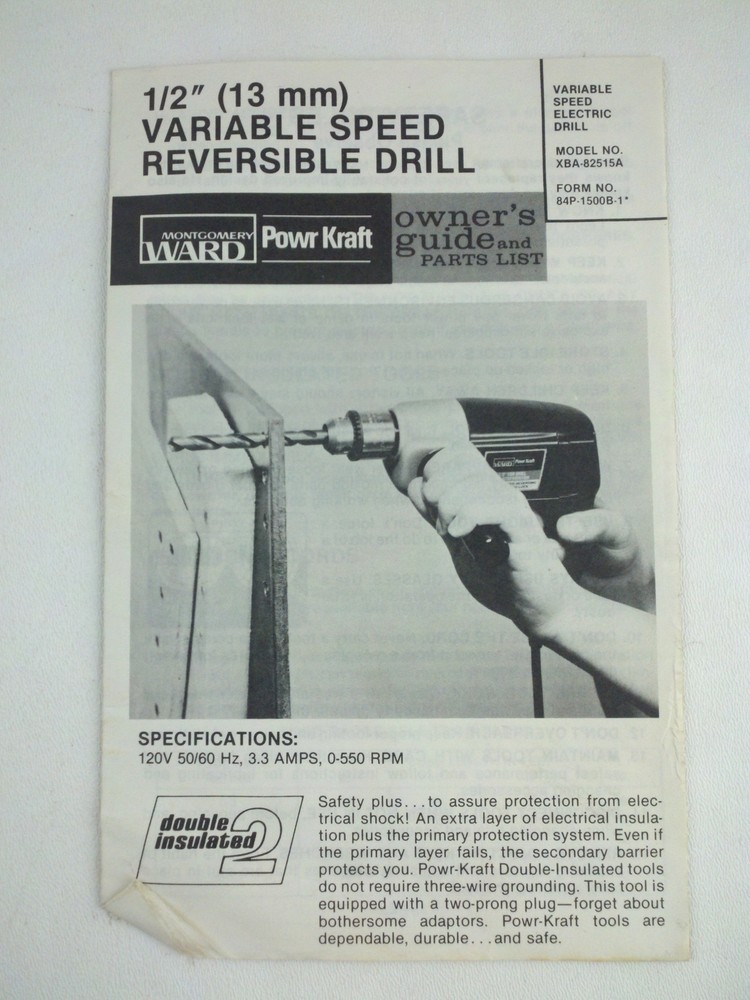 1/2″ (13 mm)
VARIABLE SPEED
REVERSIBLE DRILL
VARIABLE
SPEED
ELECTRIC
DRILL
MODEL NO.
XBA-82515A
FORM NO.
84P-1500B-1*
MONTGOMERY
WARD
Powr Kraft
owner's
guide and
PARTS LIST
Powr Kraft
SPECIFICATIONS:
120V 50/60 Hz, 3.3 AMPS, 0-550 RPM
double
insulated
2
Safety plus...to assure protection from elec-
trical shock! An extra layer of electrical insula-
tion plus the primary protection system. Even if
the primary layer fails, the secondary barrier
protects you. Powr-Kraft Double-Insulated tools
do not require three-wire grounding. This tool is
equipped with a two-prong plug—forget about
bothersome adaptors. Powr-Kraft tools are
dependable, durable...and safe.